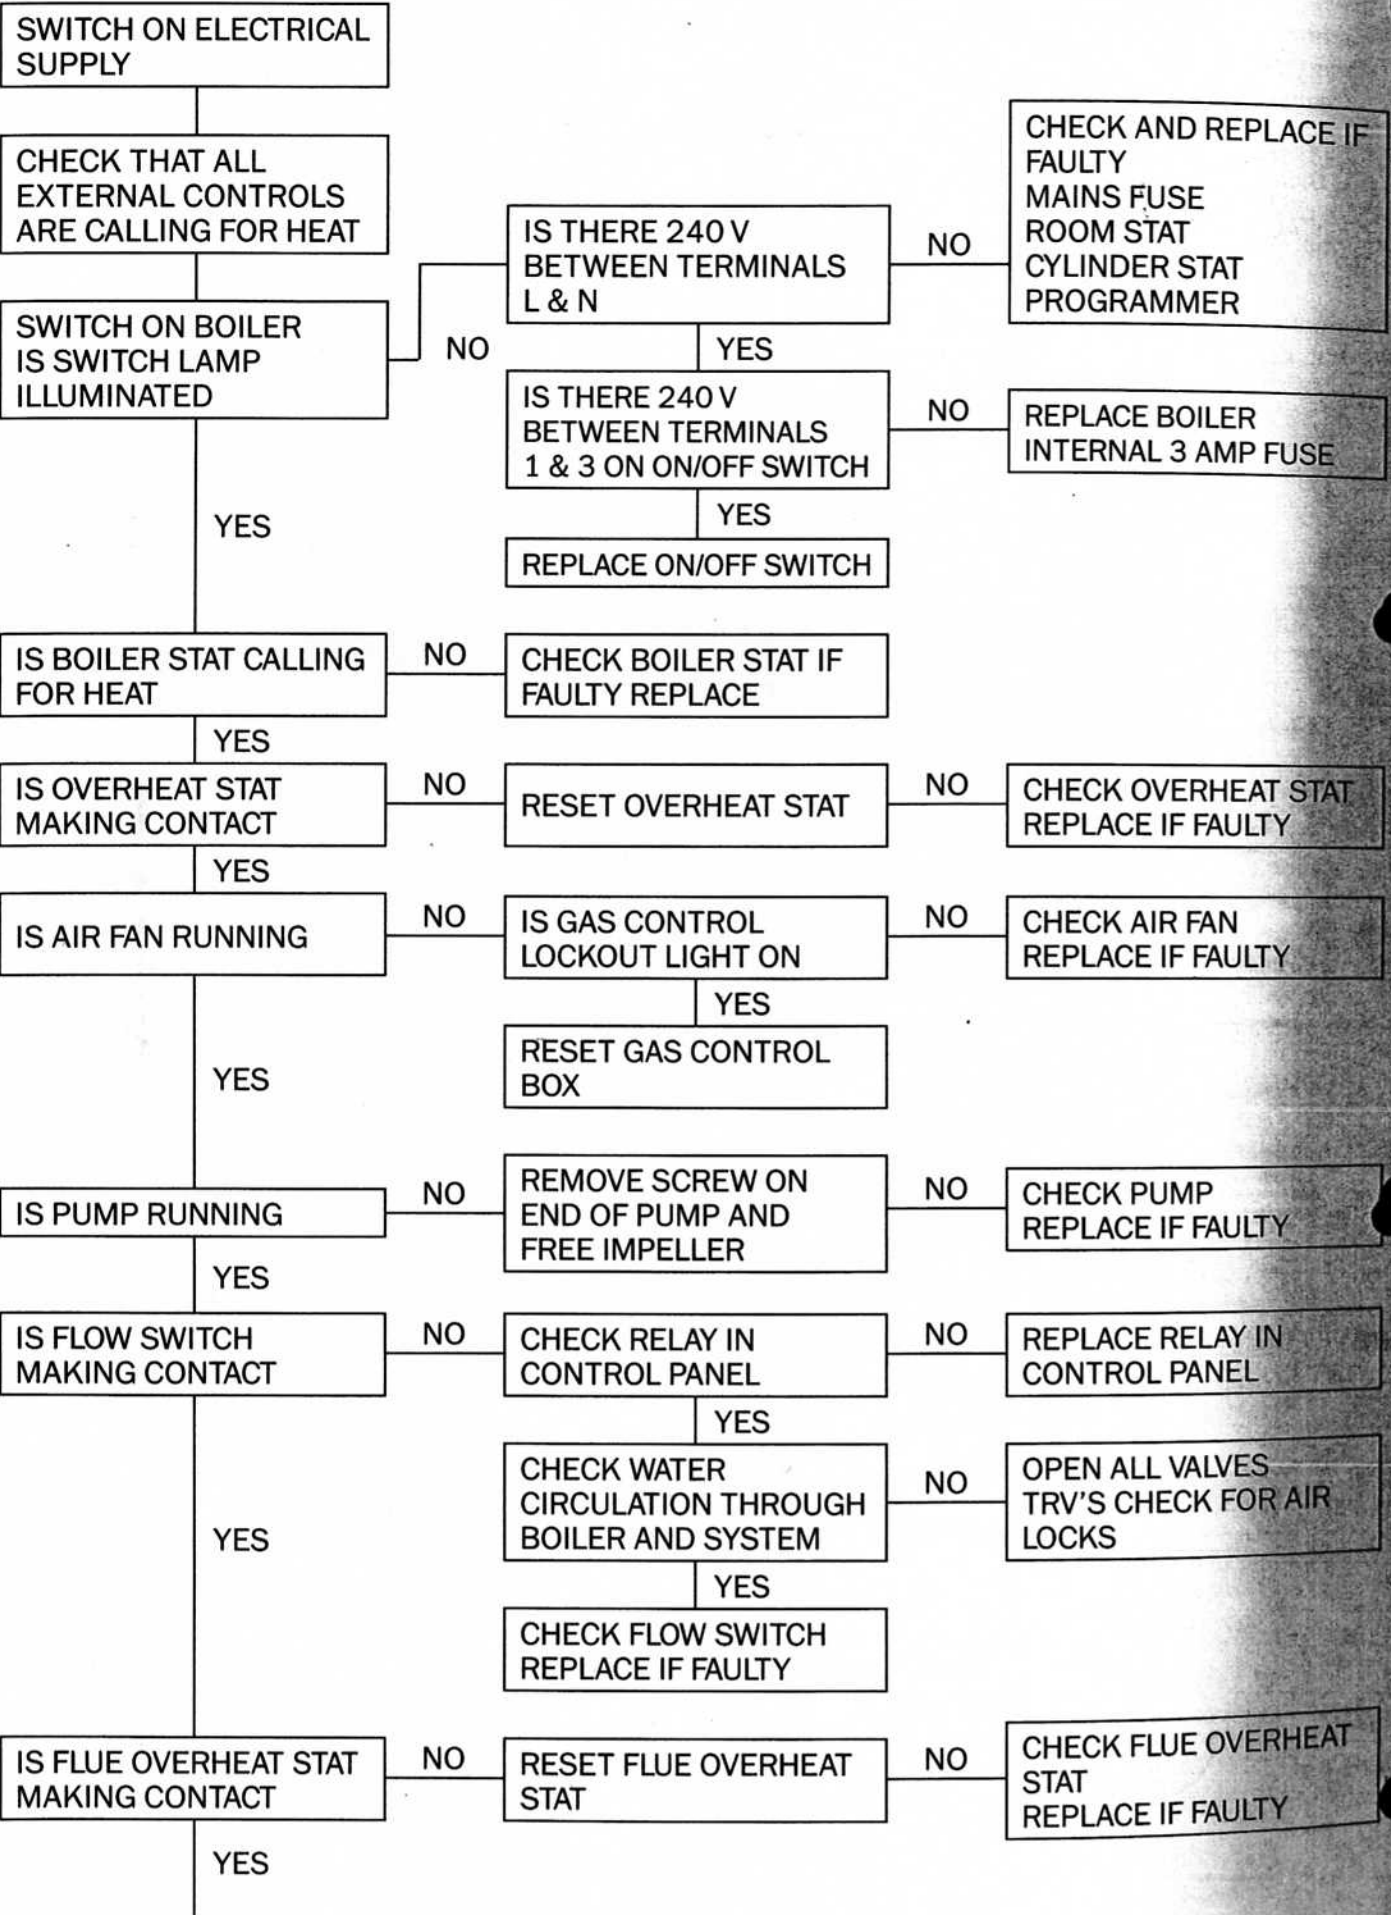 SWITCH ON ELECTRICAL
SUPPLY
CHECK THAT ALL
EXTERNAL CONTROLS
ARE CALLING FOR HEAT
SWITCH ON BOILER
IS SWITCH LAMP
ILLUMINATED
NO
IS THERE 240 V
BETWEEN TERMINALS
L & N
NO
CHECK AND REPLACE IF
FAULTY
MAINS FUSE
ROOM STAT
CYLINDER STAT
PROGRAMMER
YES
IS THERE 240 V
BETWEEN TERMINALS
1 & 3 ON ON/OFF SWITCH
NO
REPLACE BOILER
INTERNAL 3 AMP FUSE
YES
REPLACE ON/OFF SWITCH
YES
IS BOILER STAT CALLING
FOR HEAT
NO
CHECK BOILER STAT IF
FAULTY REPLACE
YES
IS OVERHEAT STAT
MAKING CONTACT
NO
RESET OVERHEAT STAT
NO
CHECK OVERHEAT STAT
REPLACE IF FAULTY
YES
IS AIR FAN RUNNING
NO
IS GAS CONTROL
LOCKOUT LIGHT ON
NO
CHECK AIR FAN
REPLACE IF FAULTY
YES
RESET GAS CONTROL
BOX
YES
IS PUMP RUNNING
NO
REMOVE SCREW ON
END OF PUMP AND
FREE IMPELLER
NO
CHECK PUMP
REPLACE IF FAULTY
YES
IS FLOW SWITCH
MAKING CONTACT
NO
CHECK RELAY IN
CONTROL PANEL
NO
REPLACE RELAY IN
CONTROL PANEL
YES
CHECK WATER
CIRCULATION THROUGH
BOILER AND SYSTEM
NO
OPEN ALL VALVES
TRV'S CHECK FOR AIR
LOCKS
YES
CHECK FLOW SWITCH
REPLACE IF FAULTY
YES
IS FLUE OVERHEAT STAT
MAKING CONTACT
NO
RESET FLUE OVERHEAT
STAT
NO
CHECK FLUE OVERHEAT
STAT
REPLACE IF FAULTY
YES